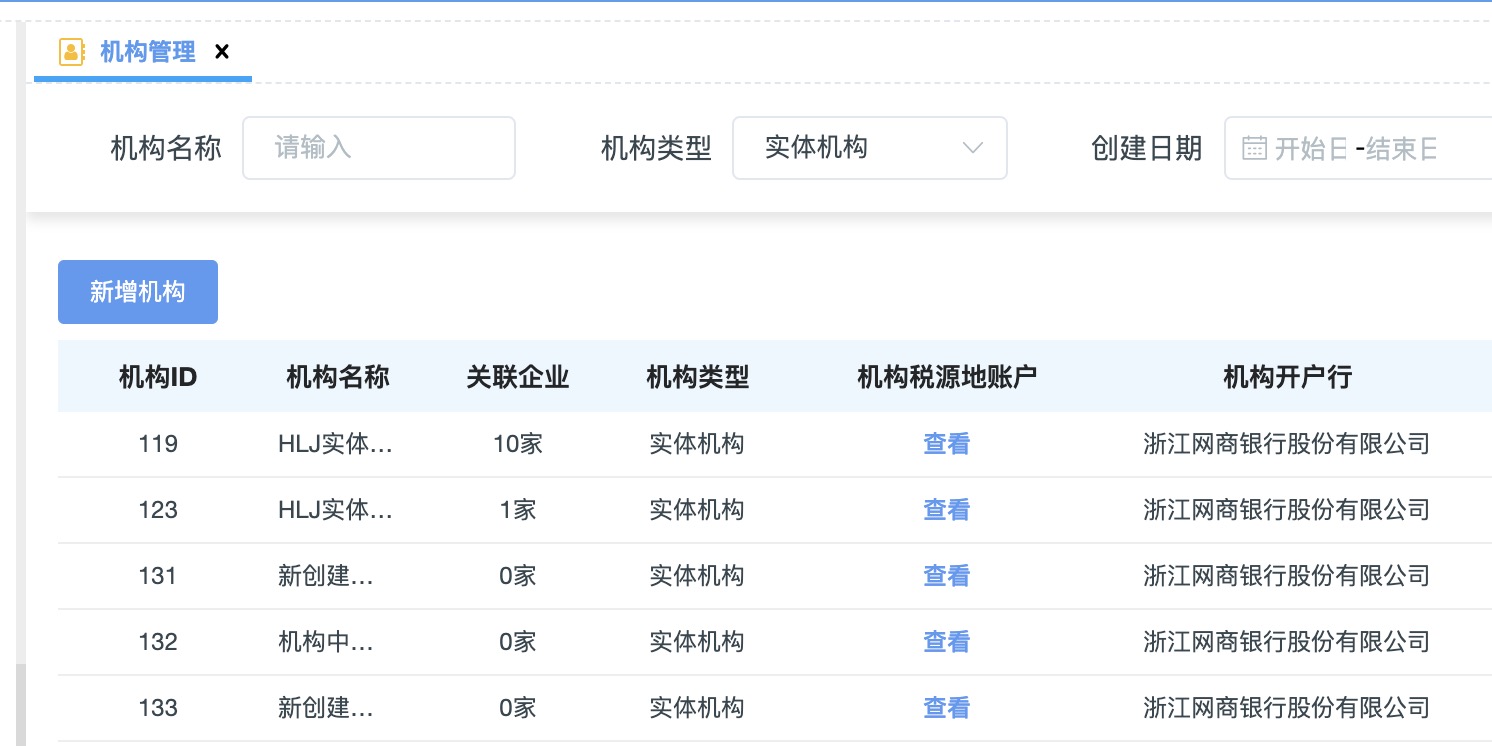 机构管理
机构名称 请输入 机构类型 实体机构 创建日期 开始日-结束日
新增机构
机构ID 机构名称 关联企业 机构类型 机构税源地账户 机构开户行
119 HLJ实体... 10家 实体机构 查看 浙江网商银行股份有限公司
123 HLJ实体... 1家 实体机构 查看 浙江网商银行股份有限公司
131 新创建... 0家 实体机构 查看 浙江网商银行股份有限公司
132 机构中... 0家 实体机构 查看 浙江网商银行股份有限公司
133 新创建... 0家 实体机构 查看 浙江网商银行股份有限公司